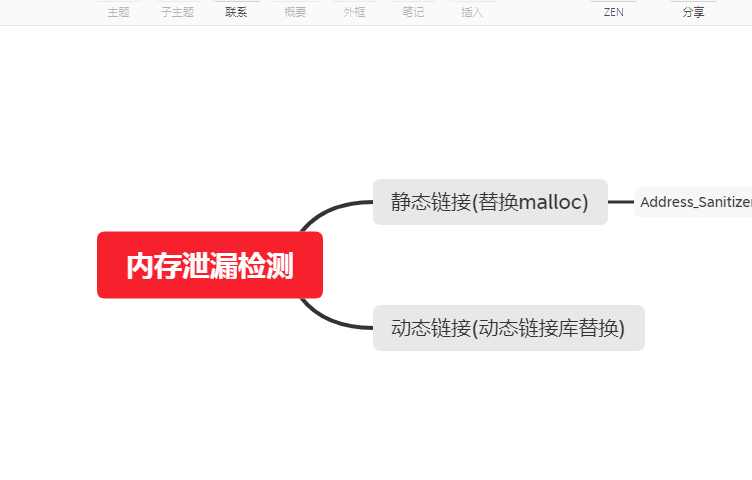 主题 子主题 联系 概要 外框 笔记 插入 ZEN 分享
静态链接(替换malloc)
Address_Sanitizer
内存泄漏检测
动态链接(动态链接库替换)